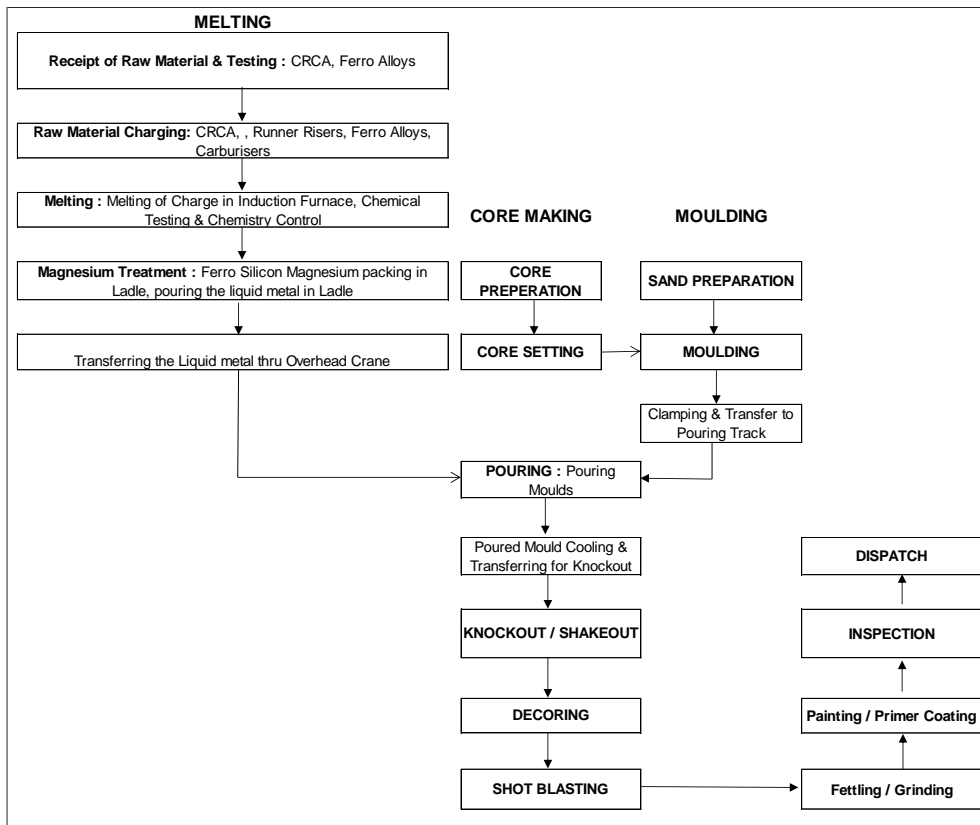 MELTING
Receipt of Raw Material & Testing : CRCA, Ferro Alloys
Raw Material Charging: CRCA, , Runner Risers, Ferro Alloys,
Carburisers
Melting : Melting of Charge in Induction Furnace, Chemical
Testing & Chemistry Control
Magnesium Treatment : Ferro Silicon Magnesium packing in
Ladle, pouring the liquid metal in Ladle
Transferring the Liquid metal thru Overhead Crane
CORE MAKING
CORE
PREPERATION
CORE SETTING
MOULDING
SAND PREPARATION
MOULDING
Clamping & Transfer to
Pouring Track
POURING : Pouring
Moulds
Poured Mould Cooling &
Transferring for Knockout
KNOCKOUT / SHAKEOUT
DECORING
SHOT BLASTING
Fettling / Grinding
Painting / Primer Coating
INSPECTION
DISPATCH